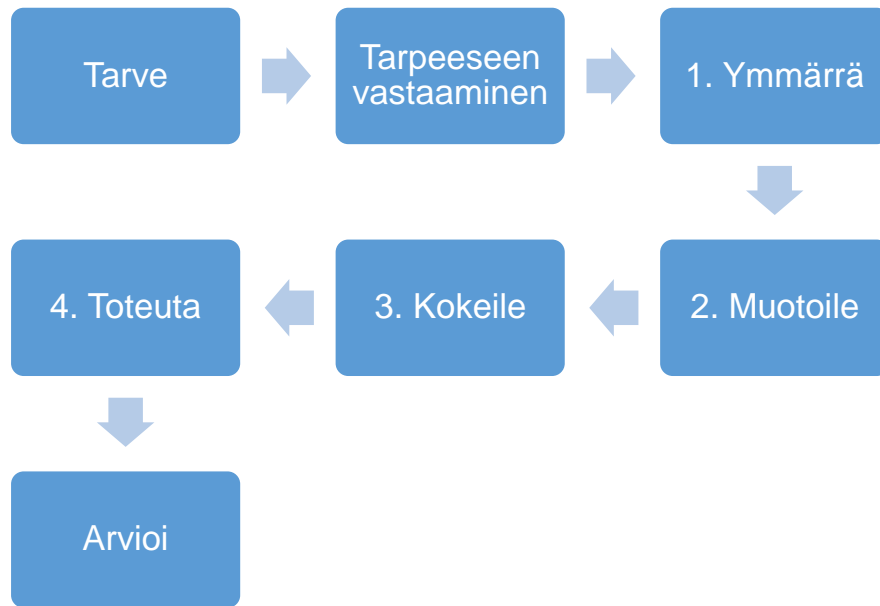 Tarve
Tarpeeseen
vastaaminen
1. Ymmärrä
2. Muotoile
3. Kokeile
4. Toteuta
Arvioi